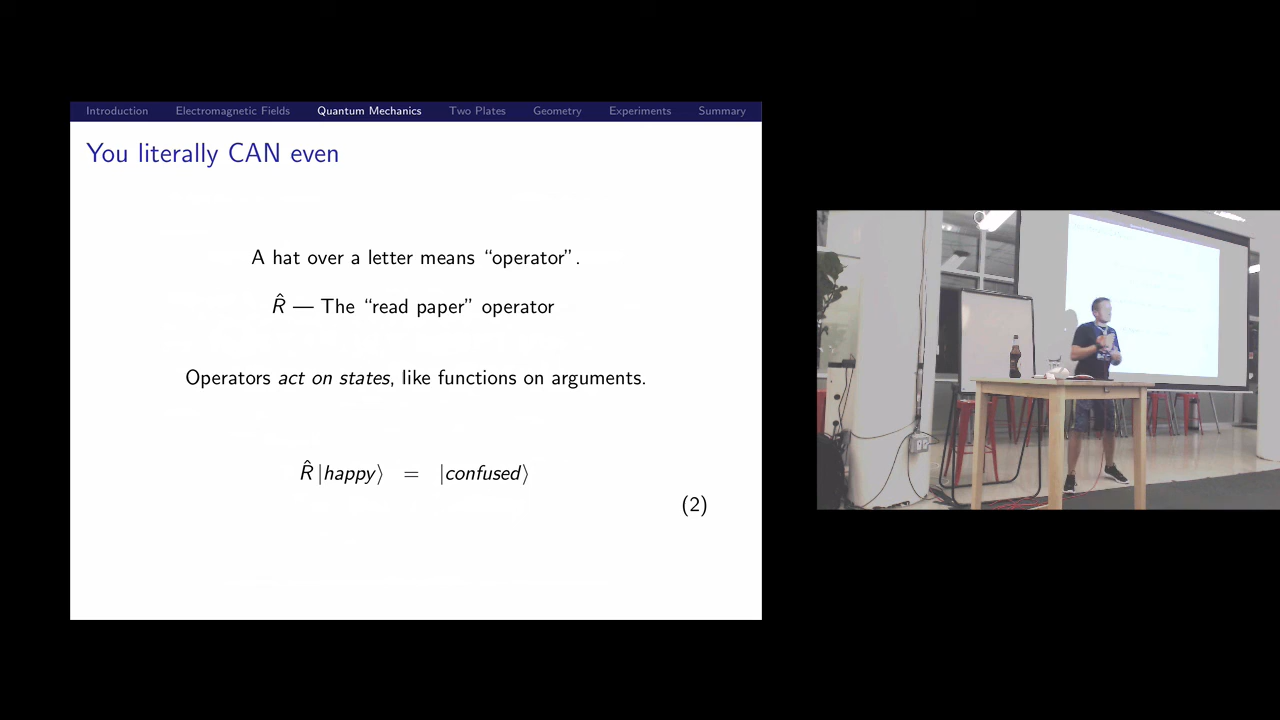 Introduction Electromagnetic Fields Quantum Mechanics Two Plates Geometry Experiments Summary
You literally CAN even
A hat over a letter means “operator”.
R̂ — The “read paper” operator
Operators act on states, like functions on arguments.
R̂ |happy⟩ = |confused⟩
(2)